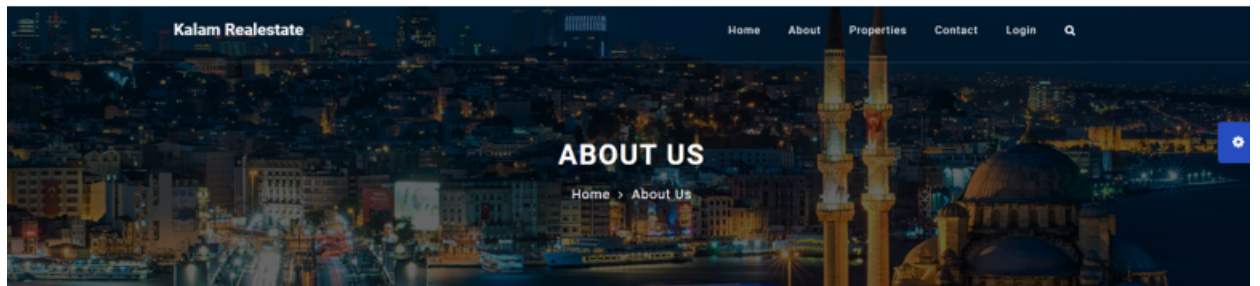 Kalam Realestate Home About Properties Contact Login
ABOUT US
Home > About Us